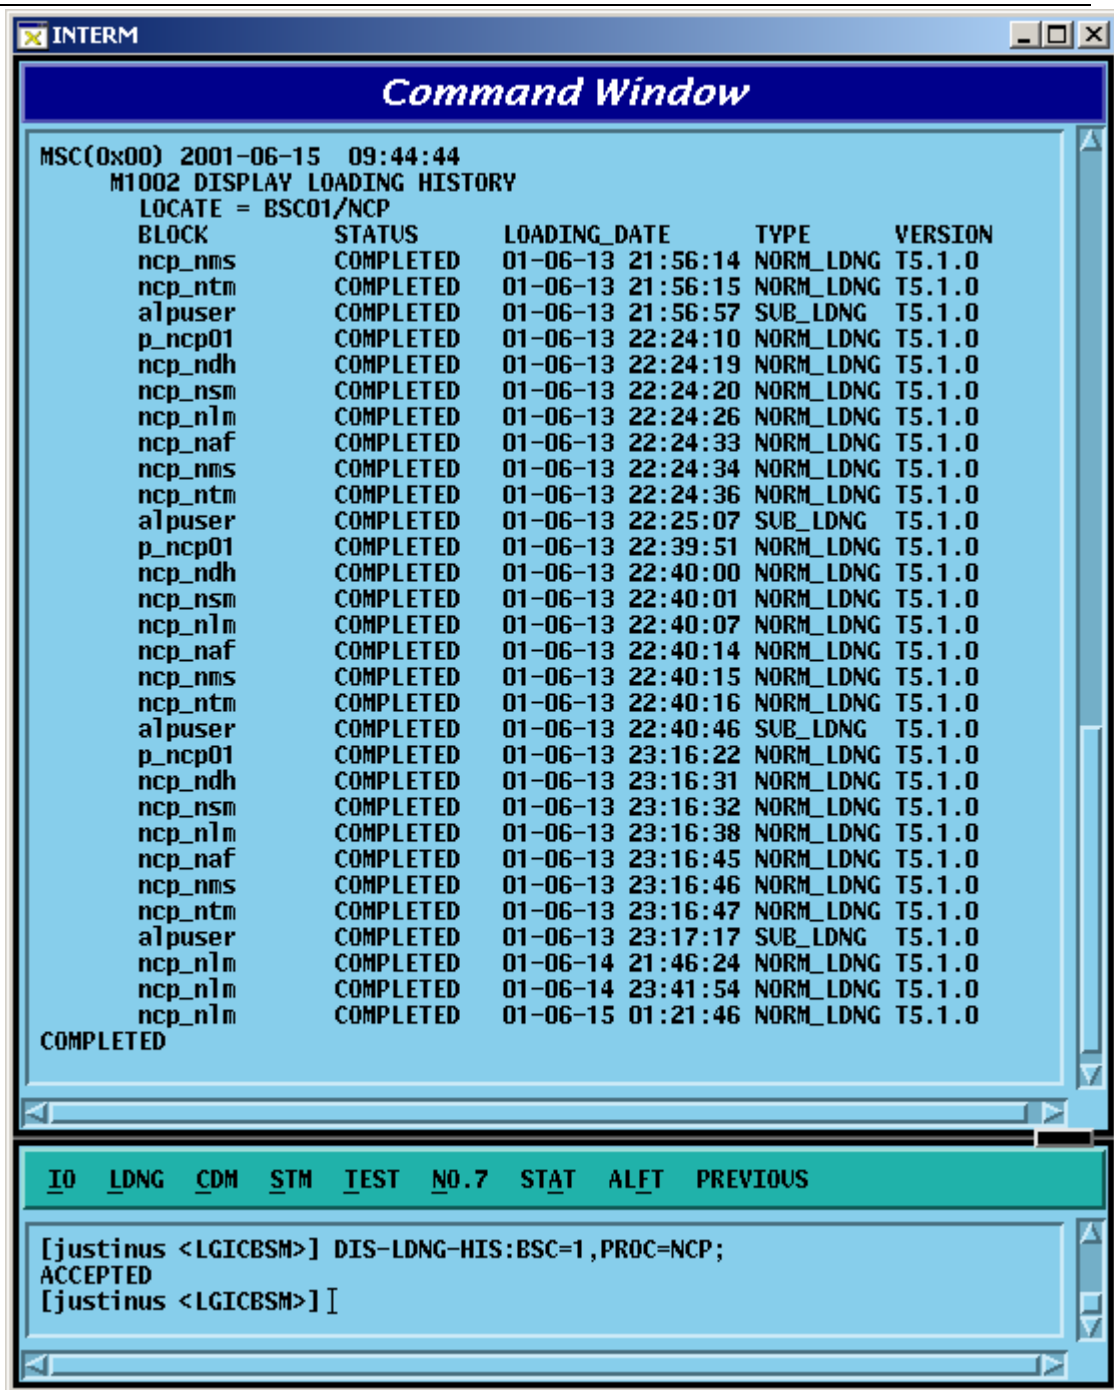 INTERM
Command Window
MSC(0x00) 2001-06-15 09:44:44
M1002 DISPLAY LOADING HISTORY
LOCATE = BSC01/NCP
BLOCK STATUS LOADING_DATE TYPE VERSION
ncp_nms COMPLETED 01-06-13 21:56:14 NORM_LDNG T5.1.0
ncp_ntm COMPLETED 01-06-13 21:56:15 NORM_LDNG T5.1.0
alpuser COMPLETED 01-06-13 21:56:57 SUB_LDNG T5.1.0
p_ncp01 COMPLETED 01-06-13 22:24:10 NORM_LDNG T5.1.0
ncp_ndh COMPLETED 01-06-13 22:24:19 NORM_LDNG T5.1.0
ncp_nsm COMPLETED 01-06-13 22:24:20 NORM_LDNG T5.1.0
ncp_nlm COMPLETED 01-06-13 22:24:26 NORM_LDNG T5.1.0
ncp_naf COMPLETED 01-06-13 22:24:33 NORM_LDNG T5.1.0
ncp_nms COMPLETED 01-06-13 22:24:34 NORM_LDNG T5.1.0
ncp_ntm COMPLETED 01-06-13 22:24:36 NORM_LDNG T5.1.0
alpuser COMPLETED 01-06-13 22:25:07 SUB_LDNG T5.1.0
p_ncp01 COMPLETED 01-06-13 22:39:51 NORM_LDNG T5.1.0
ncp_ndh COMPLETED 01-06-13 22:40:00 NORM_LDNG T5.1.0
ncp_nsm COMPLETED 01-06-13 22:40:01 NORM_LDNG T5.1.0
ncp_nlm COMPLETED 01-06-13 22:40:07 NORM_LDNG T5.1.0
ncp_naf COMPLETED 01-06-13 22:40:14 NORM_LDNG T5.1.0
ncp_nms COMPLETED 01-06-13 22:40:15 NORM_LDNG T5.1.0
ncp_ntm COMPLETED 01-06-13 22:40:16 NORM_LDNG T5.1.0
alpuser COMPLETED 01-06-13 22:40:46 SUB_LDNG T5.1.0
p_ncp01 COMPLETED 01-06-13 23:16:22 NORM_LDNG T5.1.0
ncp_ndh COMPLETED 01-06-13 23:16:31 NORM_LDNG T5.1.0
ncp_nsm COMPLETED 01-06-13 23:16:32 NORM_LDNG T5.1.0
ncp_nlm COMPLETED 01-06-13 23:16:38 NORM_LDNG T5.1.0
ncp_naf COMPLETED 01-06-13 23:16:45 NORM_LDNG T5.1.0
ncp_nms COMPLETED 01-06-13 23:16:46 NORM_LDNG T5.1.0
ncp_ntm COMPLETED 01-06-13 23:16:47 NORM_LDNG T5.1.0
alpuser COMPLETED 01-06-13 23:17:17 SUB_LDNG T5.1.0
ncp_nlm COMPLETED 01-06-14 21:46:24 NORM_LDNG T5.1.0
ncp_nlm COMPLETED 01-06-14 23:41:54 NORM_LDNG T5.1.0
ncp_nlm COMPLETED 01-06-15 01:21:46 NORM_LDNG T5.1.0
COMPLETED
IO LDNG CDM STM TEST NO.7 STAT ALFT PREVIOUS
[justinus <LGICBSM>] DIS-LDNG-HIS:BSC=1,PROC=NCP;
ACCEPTED
[justinus <LGICBSM>]